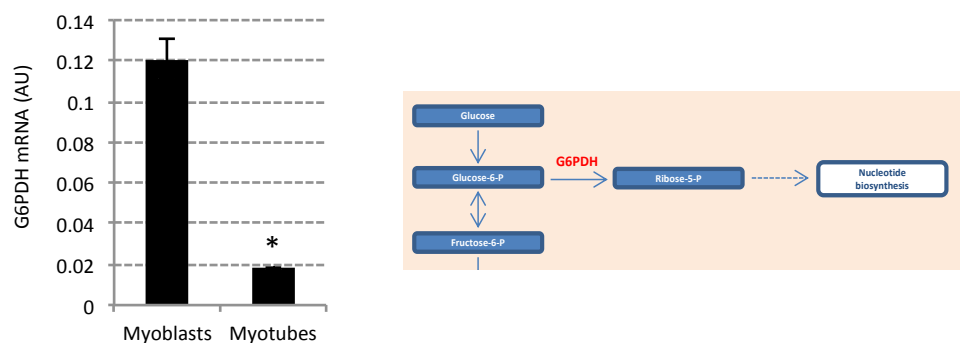 G6PDH mRNA (AU)
0.14
0.12
0.1
0.08
0.06
0.04
0.02
0
*
Myoblasts Myotubes
Glucose
Glucose-6-P
G6PDH
Ribose-5-P
Nucleotide
biosynthesis
Fructose-6-P